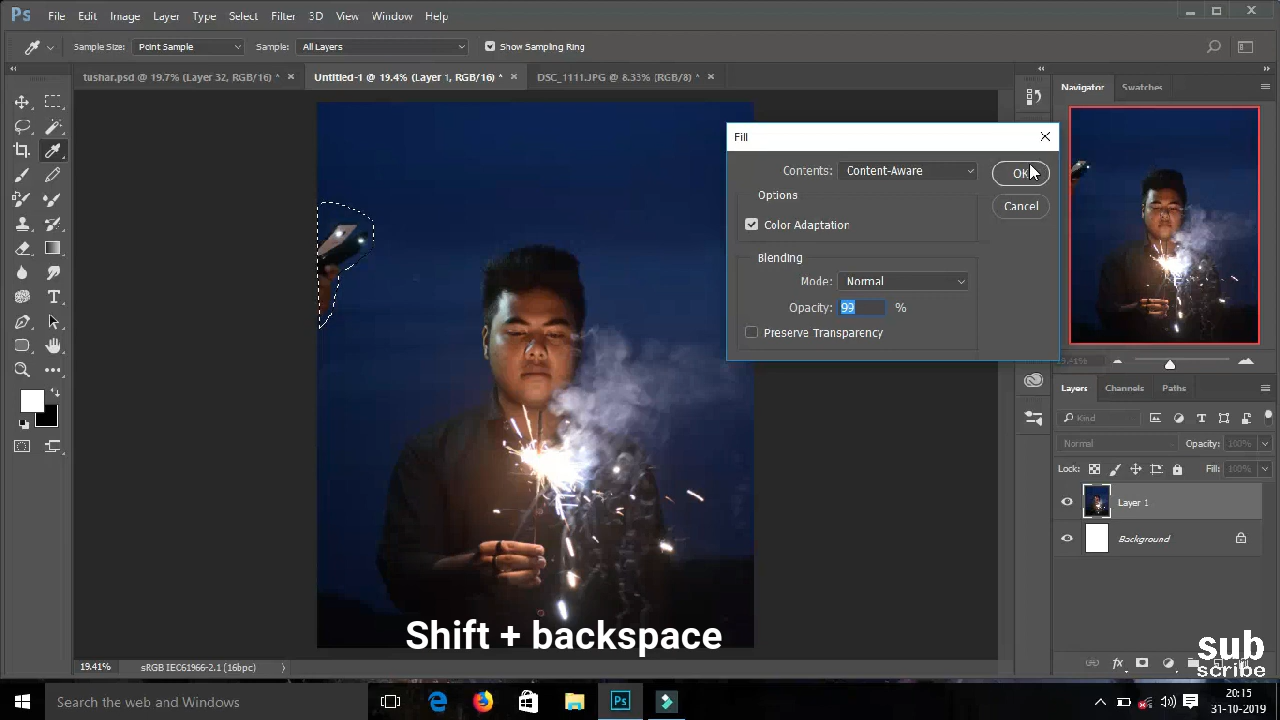 Ps File Edit Image Layer Type Select Filter 3D View Window Help
Sample Size: Point Sample Sample: All Layers Show Sampling Ring
tushar.psd @ 19.7% (Layer 32, RGB/16) * Untitled-1 @ 19.4% (Layer 1, RGB/16) * DSC_1111.JPG @ 8.33% (RGB/8) *
Navigator Swatches
Fill
Contents: Content-Aware
OK
Options
Cancel
Color Adaptation
Blending
Mode: Normal
Opacity: 99 %
Preserve Transparency
19.41%
Layers Channels Paths
Kind
Normal Opacity: 100%
Lock: Fill: 100%
Layer 1
Background
Shift + backspace
sub
scribe
19.41% sRGB IEC61966-2.1 (16bpc)
Search the web and Windows
20:15
31-10-2019